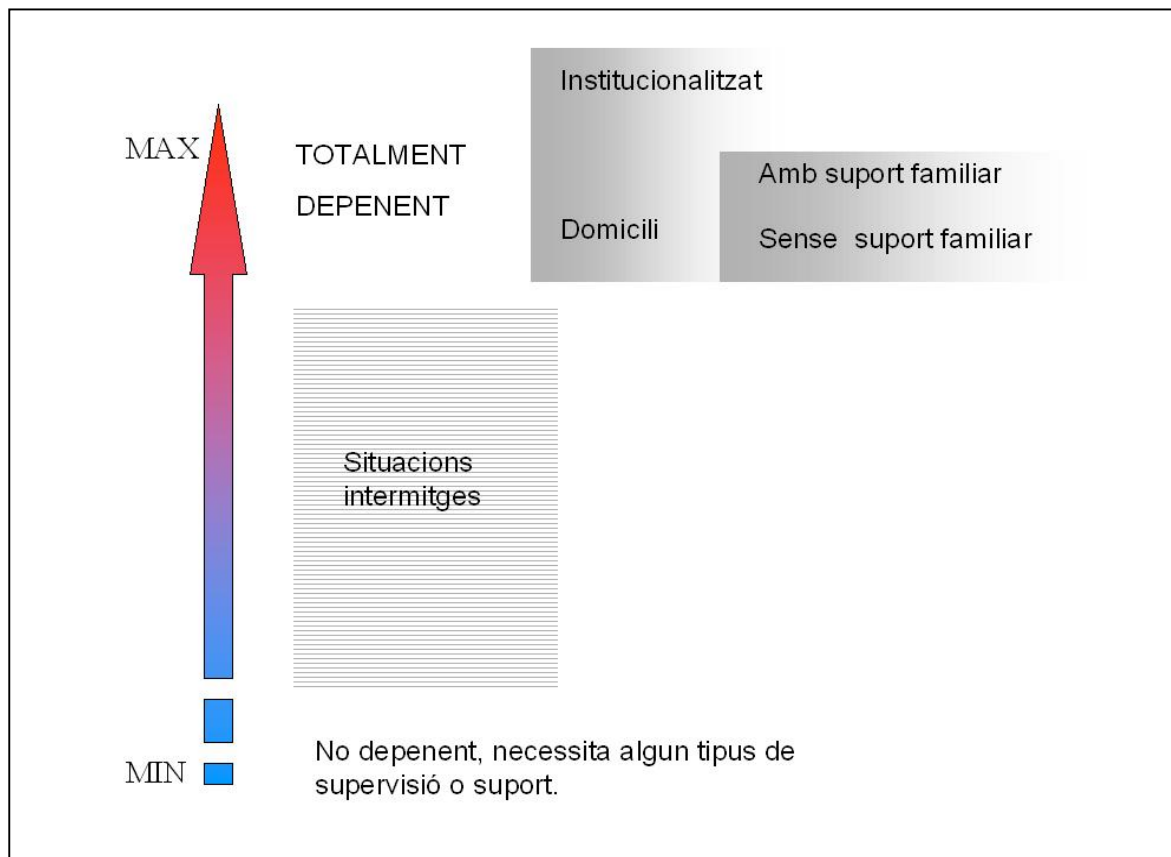 Institucionalitzat
MAX
TOTALMENT
DEPENENT
Amb suport familiar
Domicili
Sense suport familiar
Situacions
intermitges
No depenent, necessita algun tipus de
supervisió o suport.
MIN